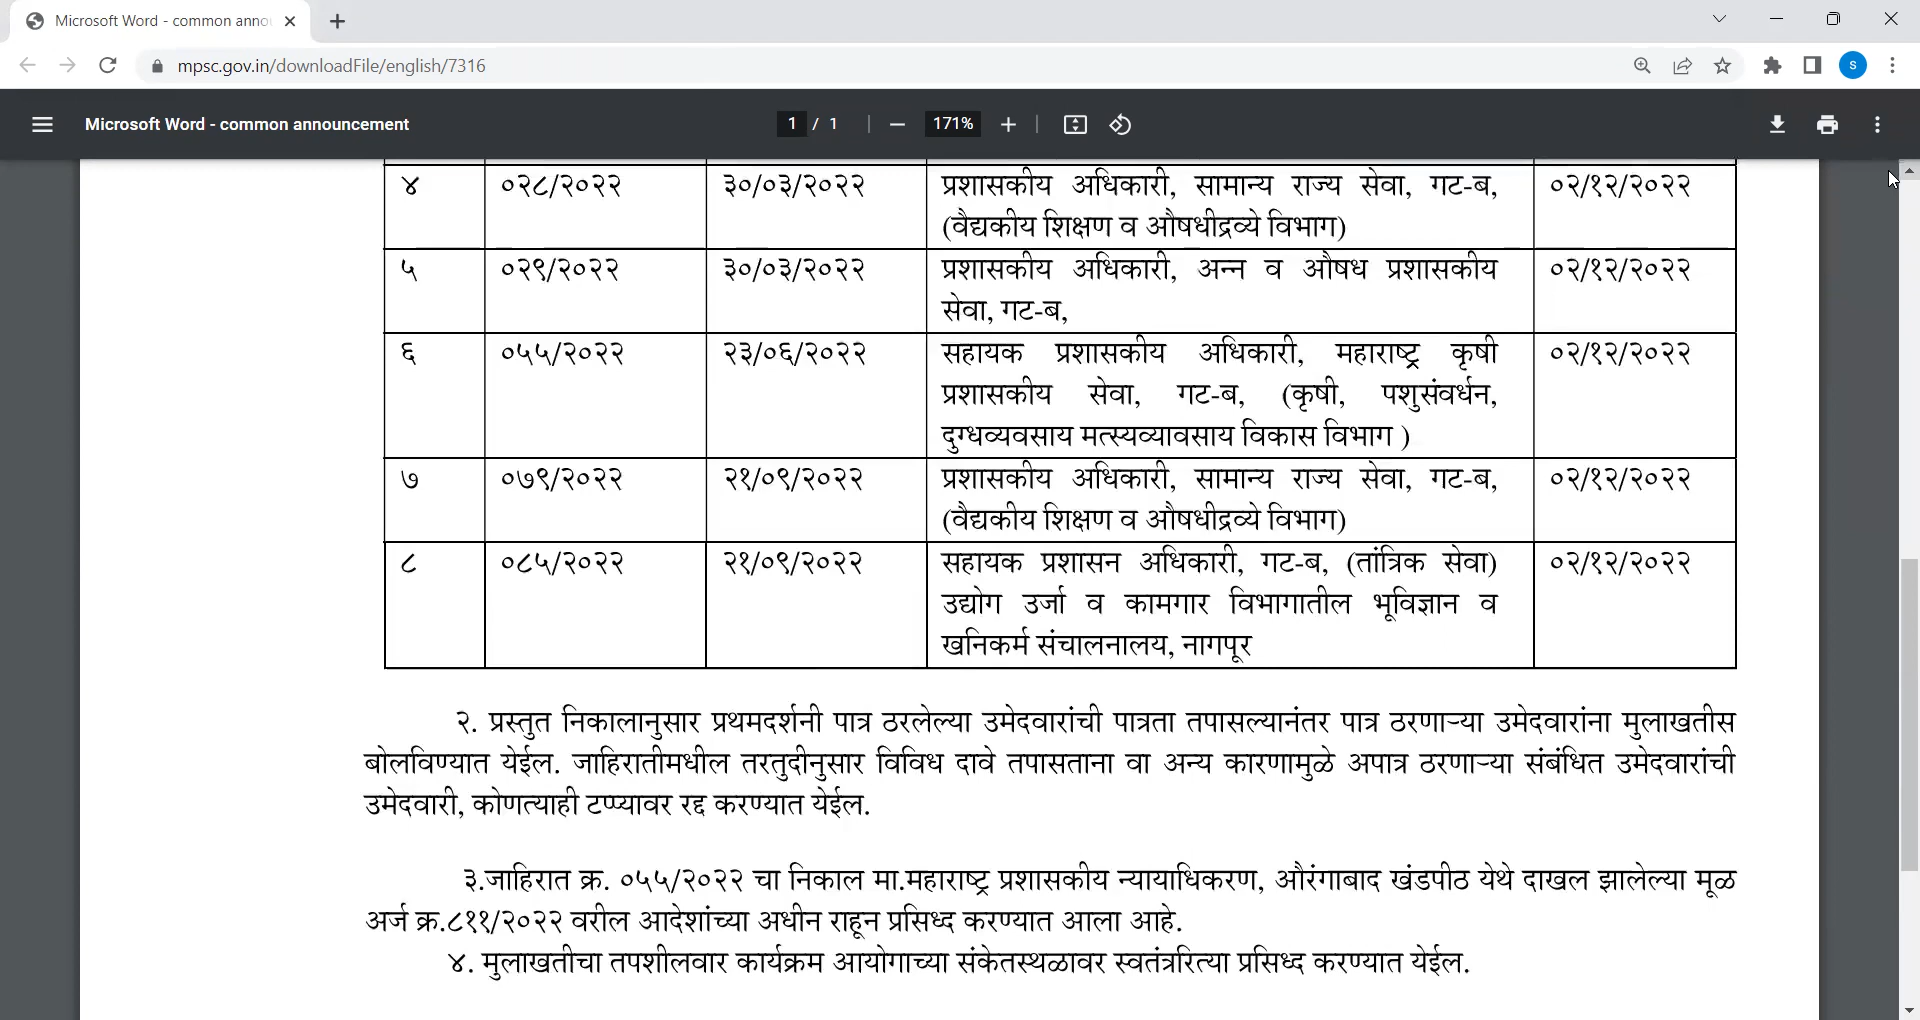 Microsoft Word - common anno
mpsc.gov.in/downloadFile/english/7316
s
Microsoft Word - common announcement
1 / 1
171%
४ ०२८/२०२२ ३०/०३/२०२२ प्रशासकीय अधिकारी, सामान्य राज्य सेवा, गट-ब, ०२/१२/२०२२
(वैद्यकीय शिक्षण व औषधीद्रव्ये विभाग)
५ ०२९/२०२२ ३०/०३/२०२२ प्रशासकीय अधिकारी, अन्न व औषध प्रशासकीय ०२/१२/२०२२
सेवा, गट-ब,
६ ०५५/२०२२ २३/०६/२०२२ सहायक प्रशासकीय अधिकारी, महाराष्ट्र कृषी ०२/१२/२०२२
प्रशासकीय सेवा, गट-ब, (कृषी, पशुसंवर्धन,
दुग्धव्यवसाय मत्स्यव्यावसाय विकास विभाग )
७ ०७९/२०२२ २१/०९/२०२२ प्रशासकीय अधिकारी, सामान्य राज्य सेवा, गट-ब, ०२/१२/२०२२
(वैद्यकीय शिक्षण व औषधीद्रव्ये विभाग)
८ ०८५/२०२२ २१/०९/२०२२ सहायक प्रशासन अधिकारी, गट-ब, (तांत्रिक सेवा) ०२/१२/२०२२
उद्योग उर्जा व कामगार विभागातील भूविज्ञान व
खनिकर्म संचालनालय, नागपूर
२. प्रस्तुत निकालानुसार प्रथमदर्शनी पात्र ठरलेल्या उमेदवारांची पात्रता तपासल्यानंतर पात्र ठरणाऱ्या उमेदवारांना मुलाखतीस
बोलविण्यात येईल. जाहिरातीमधील तरतुदीनुसार विविध दावे तपासताना वा अन्य कारणामुळे अपात्र ठरणाऱ्या संबंधित उमेदवारांची
उमेदवारी, कोणत्याही टप्प्यावर रद्द करण्यात येईल.
३.जाहिरात क्र. ०५५/२०२२ चा निकाल मा.महाराष्ट्र प्रशासकीय न्यायाधिकरण, औरंगाबाद खंडपीठ येथे दाखल झालेल्या मूळ
अर्ज क्र.८११/२०२२ वरील आदेशांच्या अधीन राहून प्रसिध्द करण्यात आला आहे.
४. मुलाखतीचा तपशीलवार कार्यक्रम आयोगाच्या संकेतस्थळावर स्वतंत्ररित्या प्रसिध्द करण्यात येईल.